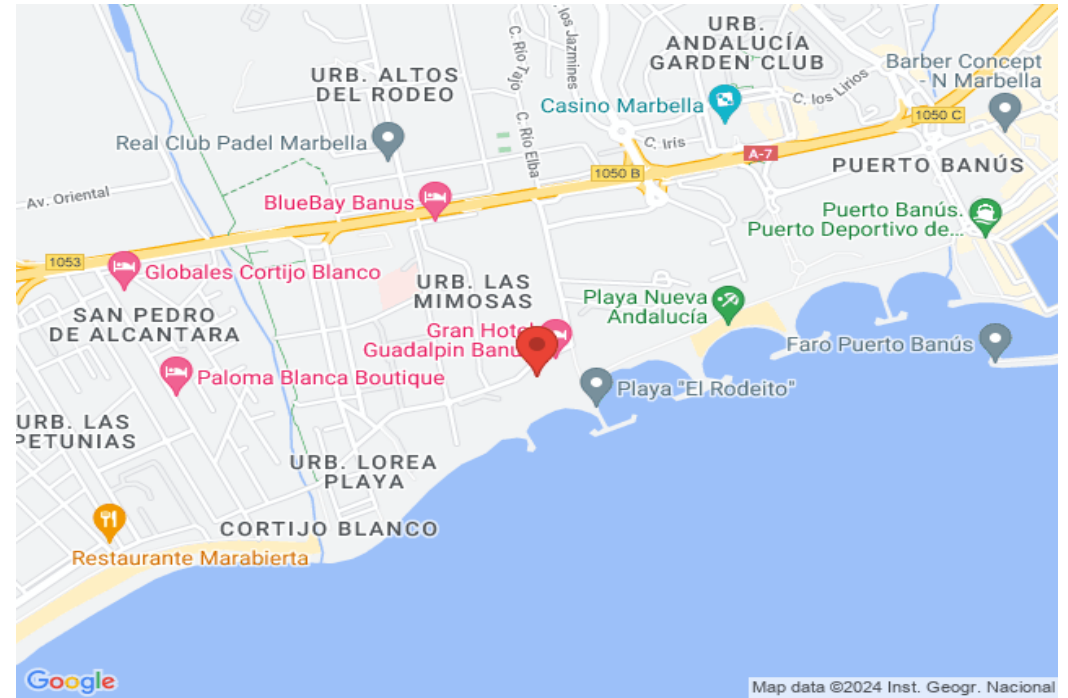 URB.
ANDALUCÍA
GARDEN CLUB
C. los Jazmines
C. Río Tajo
URB. ALTOS
DEL RODEO
Barber Concept
- N Marbella
Casino Marbella
C. los Lirios
1050 C
Real Club Padel Marbella
C. Río Elba
C. Iris
A-7
PUERTO BANÚS
1050 B
Av. Oriental
BlueBay Banus
Puerto Banús.
Puerto Deportivo de...
1053
Globales Cortijo Blanco
URB. LAS
MIMOSAS
Playa Nueva
Andalucía
SAN PEDRO
DE ALCANTARA
Gran Hotel
Guadalpin Banu
Faro Puerto Banús
Paloma Blanca Boutique
Playa "El Rodeito"
URB. LAS
PETUNIAS
URB. LOREA
PLAYA
CORTIJO BLANCO
Restaurante Marabierta
Google
Map data ©2024 Inst. Geogr. Nacional